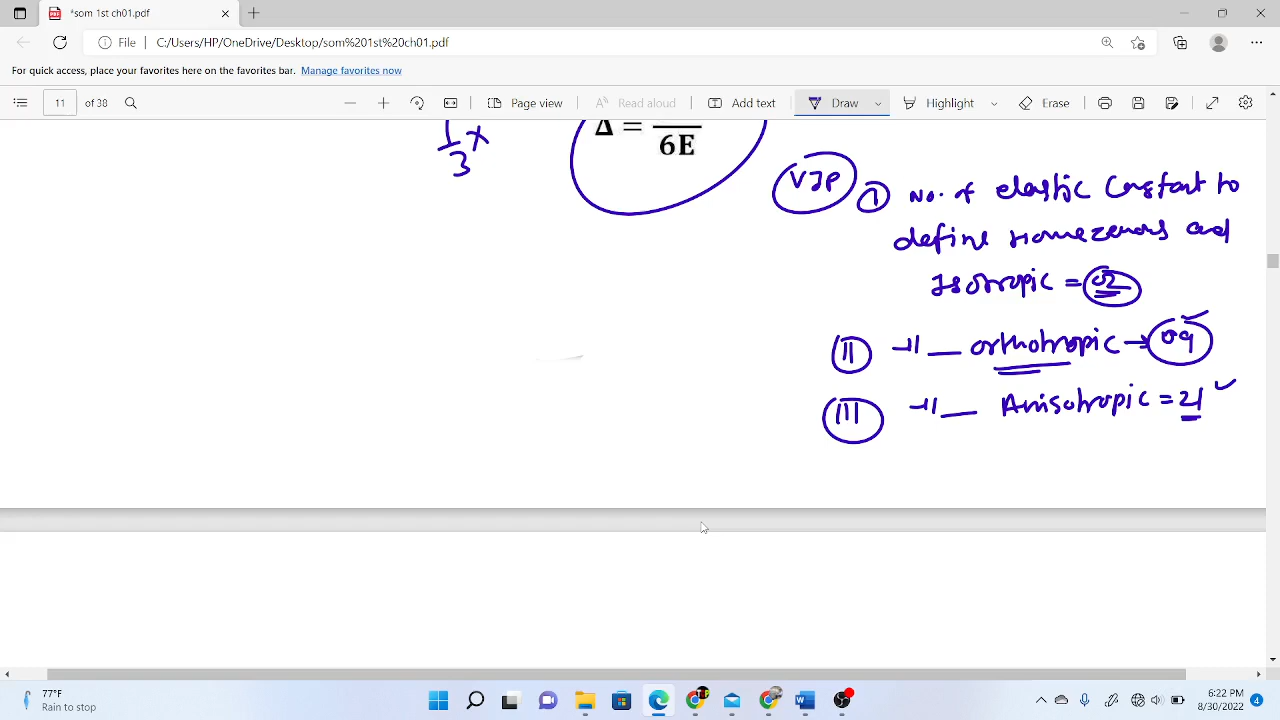 *som 1st ch01.pdf
File C:/Users/HP/OneDrive/Desktop/som%201st%20ch01.pdf
For quick access, place your favorites here on the favorites bar. Manage favorites now
11 of 38 Page view Read aloud Add text Draw Highlight Erase
1/3 x
Δ = 6E
VIP
I No. of elastic Constant to
define Homezenous and
Isotropic = 02
II -11- orthotropic → 09
III -11- Anisotropic = 21
77°F
Rain to stop
6:22 PM
8/30/2022
4